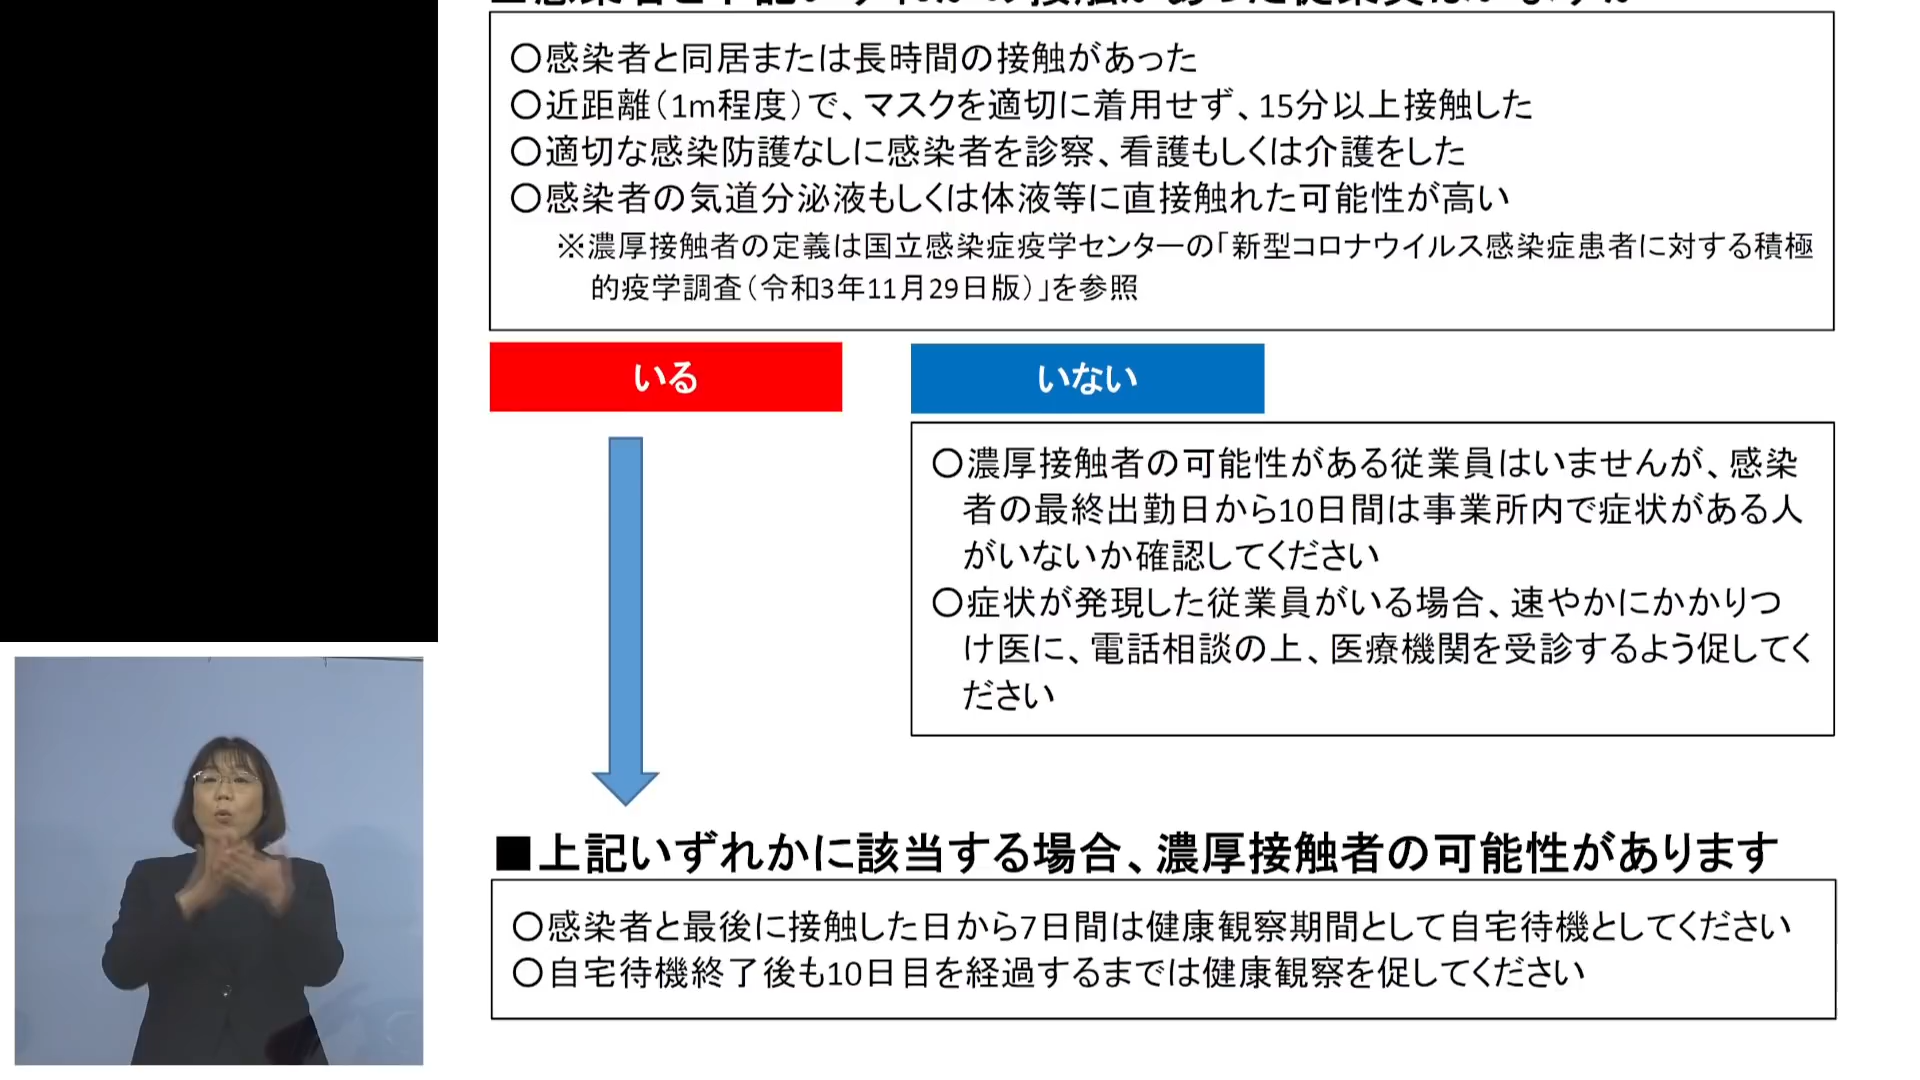 〇感染者と同居または長時間の接触があった
〇近距離（1m程度）で、マスクを適切に着用せず、15分以上接触した
〇適切な感染防護なしに感染者を診察、看護もしくは介護をした
〇感染者の気道分泌液もしくは体液等に直接触れた可能性が高い
※濃厚接触者の定義は国立感染症疫学センターの「新型コロナウイルス感染症患者に対する積極
的疫学調査（令和3年11月29日版）」を参照
いる
いない
〇濃厚接触者の可能性がある従業員はいませんが、感染
者の最終出勤日から10日間は事業所内で症状がある人
がいないか確認してください
〇症状が発現した従業員がいる場合、速やかにかかりつ
け医に、電話相談の上、医療機関を受診するよう促してく
ださい
■上記いずれかに該当する場合、濃厚接触者の可能性があります
〇感染者と最後に接触した日から7日間は健康観察期間として自宅待機としてください
〇自宅待機終了後も10日目を経過するまでは健康観察を促してください